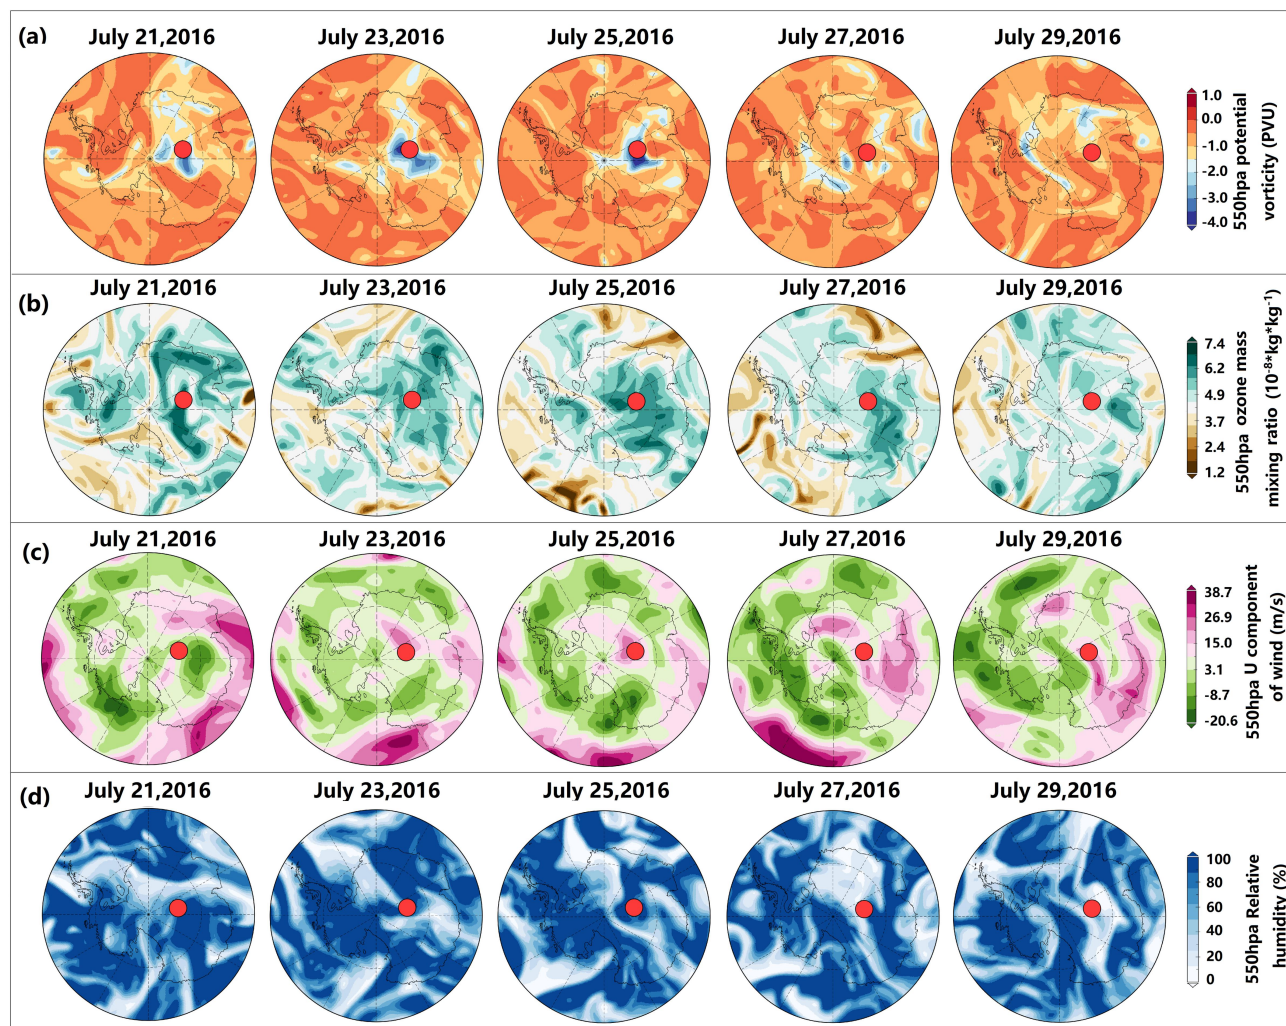 (a)
July 21,2016 July 23,2016 July 25,2016 July 27,2016 July 29,2016
1.0
0.0
-1.0
-2.0
-3.0
-4.0
550hpa potential
vorticity (PVU)
(b)
July 21,2016 July 23,2016 July 25,2016 July 27,2016 July 29,2016
7.4
6.2
4.9
3.7
2.4
1.2
550hpa ozone mass
mixing ratio (10⁻⁸*kg*kg⁻¹)
(c)
July 21,2016 July 23,2016 July 25,2016 July 27,2016 July 29,2016
38.7
26.9
15.0
3.1
-8.7
-20.6
550hpa U component
of wind (m/s)
(d)
July 21,2016 July 23,2016 July 25,2016 July 27,2016 July 29,2016
100
80
60
40
20
0
550hpa Relative
humidity (%)